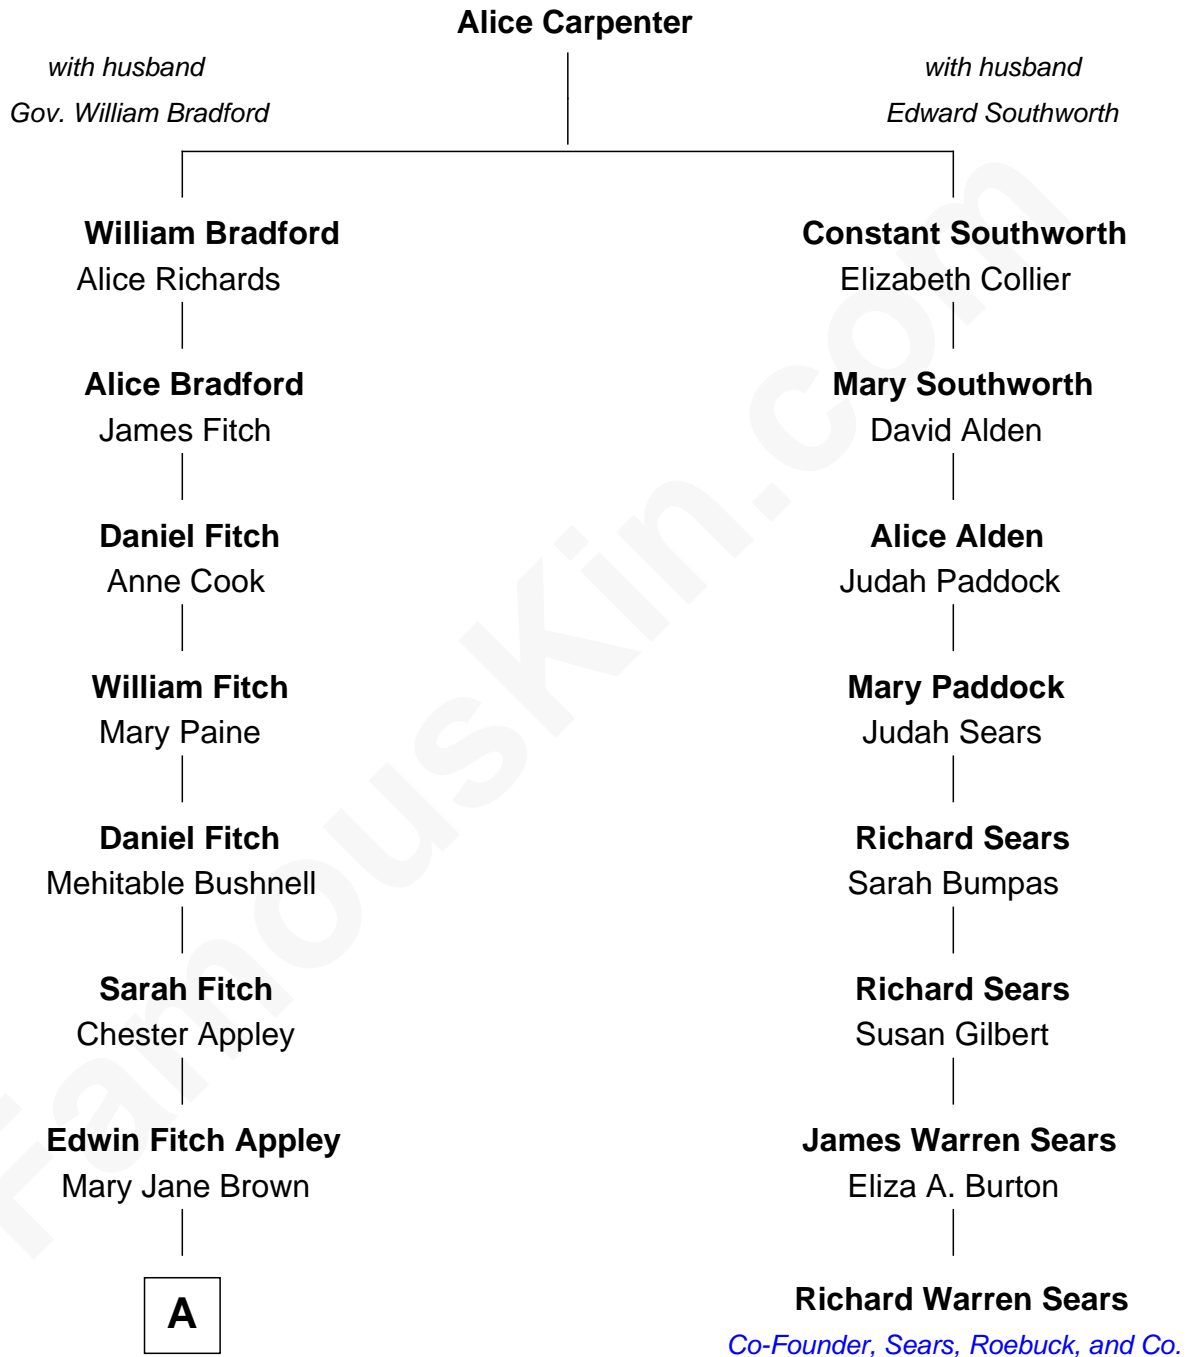 Alice Carpenter
with husband
Gov. William Bradford
with husband
Edward Southworth
William Bradford
Alice Richards
Constant Southworth
Elizabeth Collier
Alice Bradford
James Fitch
Mary Southworth
David Alden
Daniel Fitch
Anne Cook
Alice Alden
Judah Paddock
William Fitch
Mary Paine
Mary Paddock
Judah Sears
Daniel Fitch
Mehitable Bushnell
Richard Sears
Sarah Bumpas
Sarah Fitch
Chester Appley
Richard Sears
Susan Gilbert
Edwin Fitch Appley
Mary Jane Brown
James Warren Sears
Eliza A. Burton
A
Richard Warren Sears
Co-Founder, Sears, Roebuck, and Co.
FamousKin.com